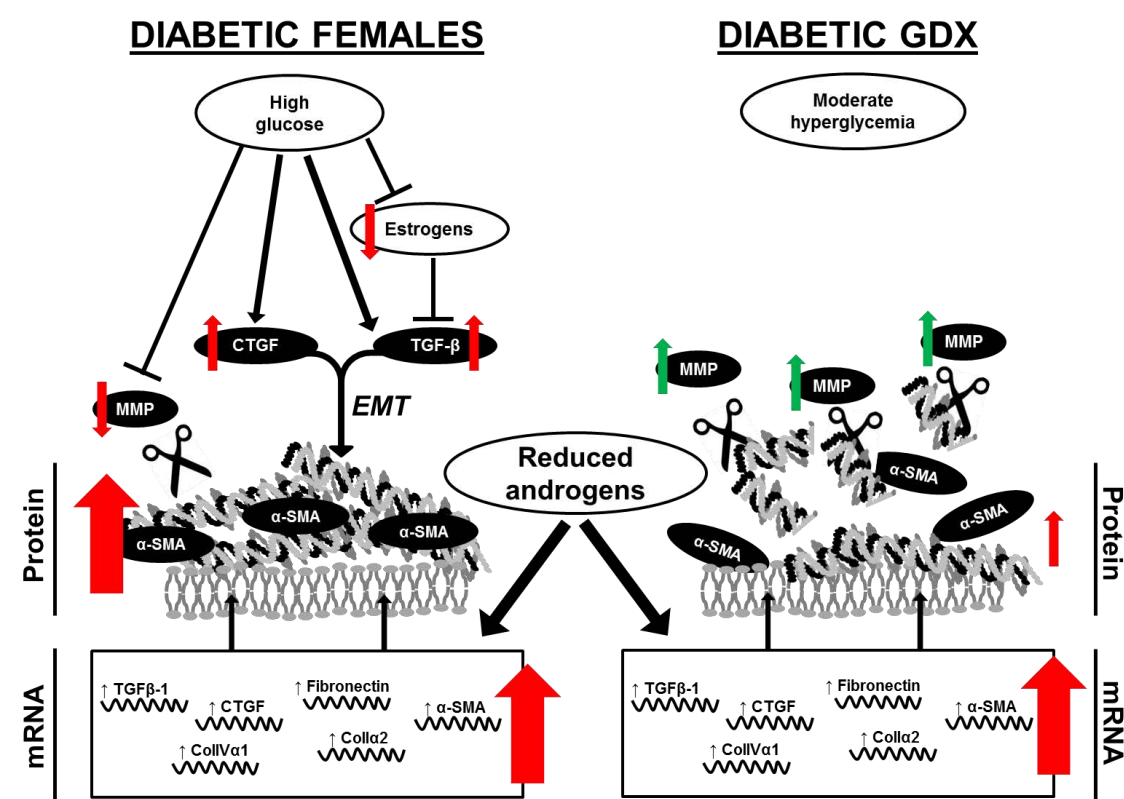 DIABETIC FEMALES
High
glucose
Estrogens
CTGF
TGF-β
MMP
EMT
α-SMA
α-SMA
α-SMA
Protein
mRNA
↑ TGFβ-1
↑ CTGF
↑ Fibronectin
↑ α-SMA
↑ CollVα1
↑ Collα2
Reduced
androgens
DIABETIC GDX
Moderate
hyperglycemia
MMP
MMP
MMP
α-SMA
α-SMA
α-SMA
Protein
mRNA
↑ TGFβ-1
↑ CTGF
↑ Fibronectin
↑ α-SMA
↑ CollVα1
↑ Collα2